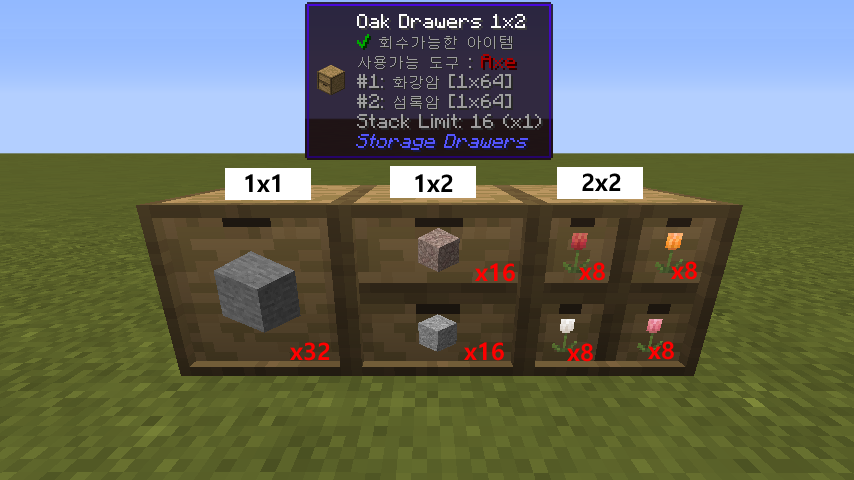 Oak Drawers 1x2
✔ 회수가능한 아이템
사용가능 도구 : Axe
#1: 화강암 [1x64]
#2: 섬록암 [1x64]
Stack Limit: 16 (x1)
Storage Drawers
1x1
1x2
2x2
x32
x16
x16
x8
x8
x8
x8